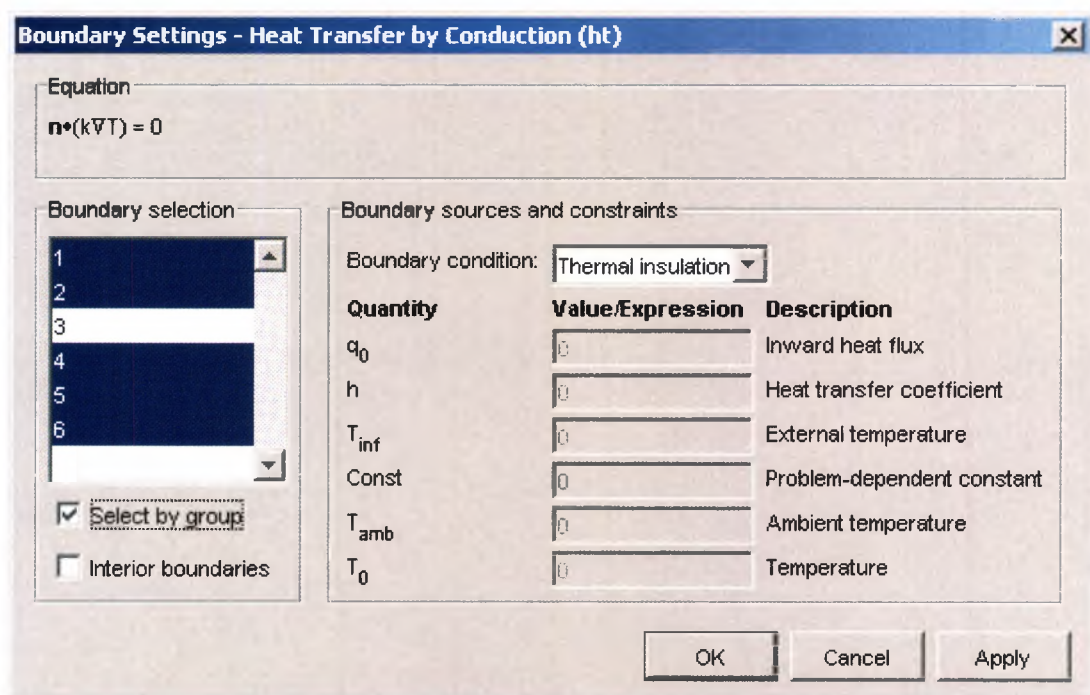 Boundary Settings - Heat Transfer by Conduction (ht)
Equation
n•(k∇T) = 0
Boundary selection
1
2
3
4
5
6
Select by group
Interior boundaries
Boundary sources and constraints
Boundary condition: Thermal insulation
Quantity Value/Expression Description
q0 0 Inward heat flux
h 0 Heat transfer coefficient
Tinf 0 External temperature
Const 0 Problem-dependent constant
Tamb 0 Ambient temperature
T0 0 Temperature
OK Cancel Apply